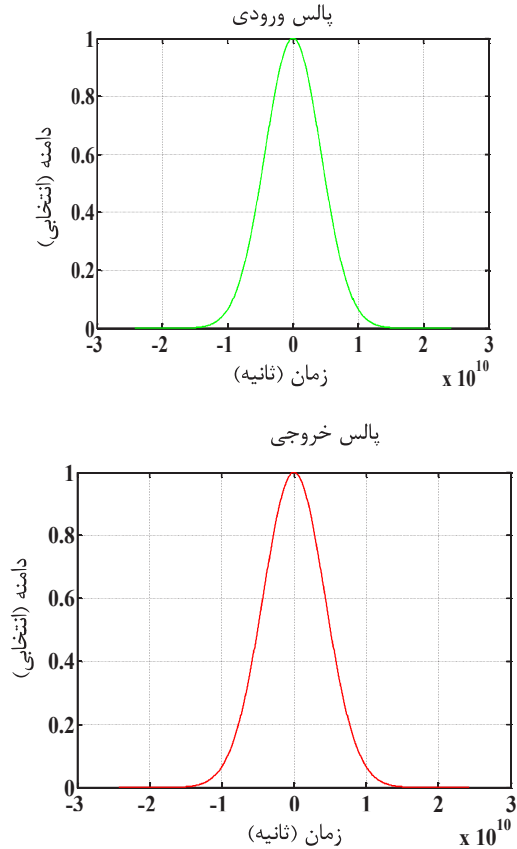 پالس ورودی
1
0.8
0.6
0.4
0.2
0
دامنه (انتخابی)
-3 -2 -1 0 1 2 3
زمان (ثانیه)
x 10^10
پالس خروجی
1
0.8
0.6
0.4
0.2
0
دامنه (انتخابی)
-3 -2 -1 0 1 2 3
زمان (ثانیه)
x 10^10